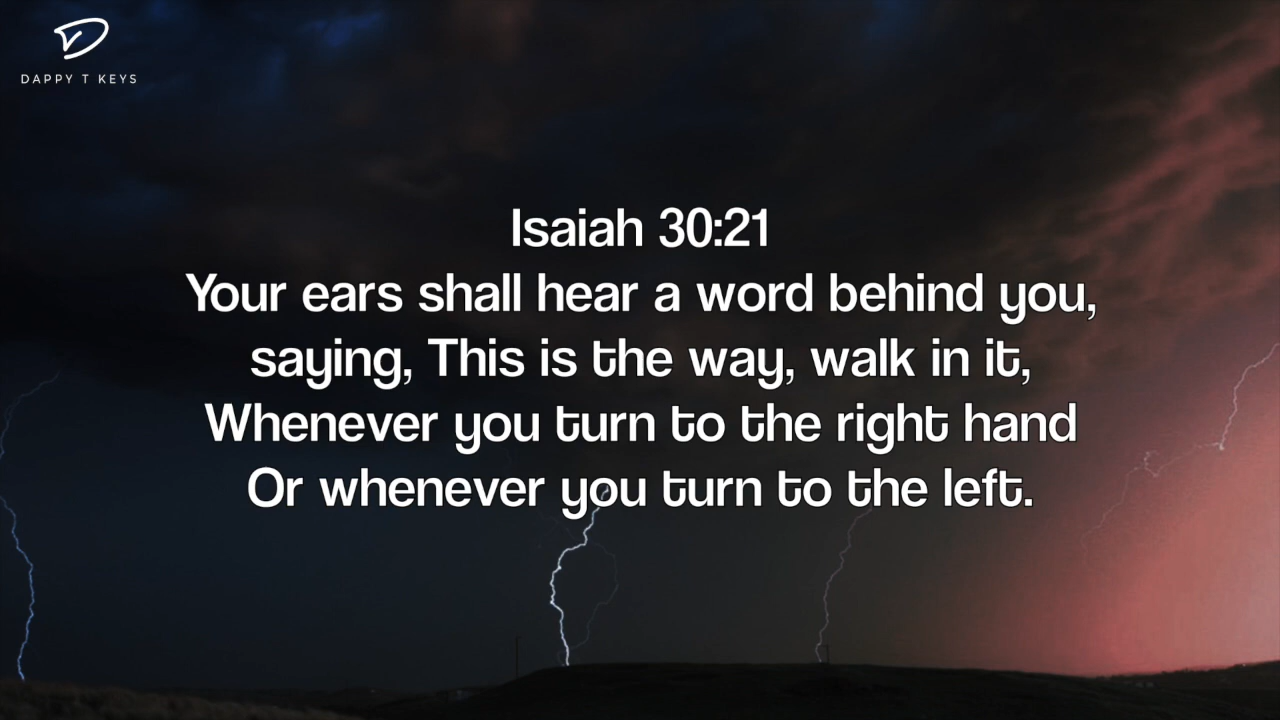 DAPPY T KEYS
Isaiah 30:21
Your ears shall hear a word behind you,
saying, This is the way, walk in it,
Whenever you turn to the right hand
Or whenever you turn to the left.